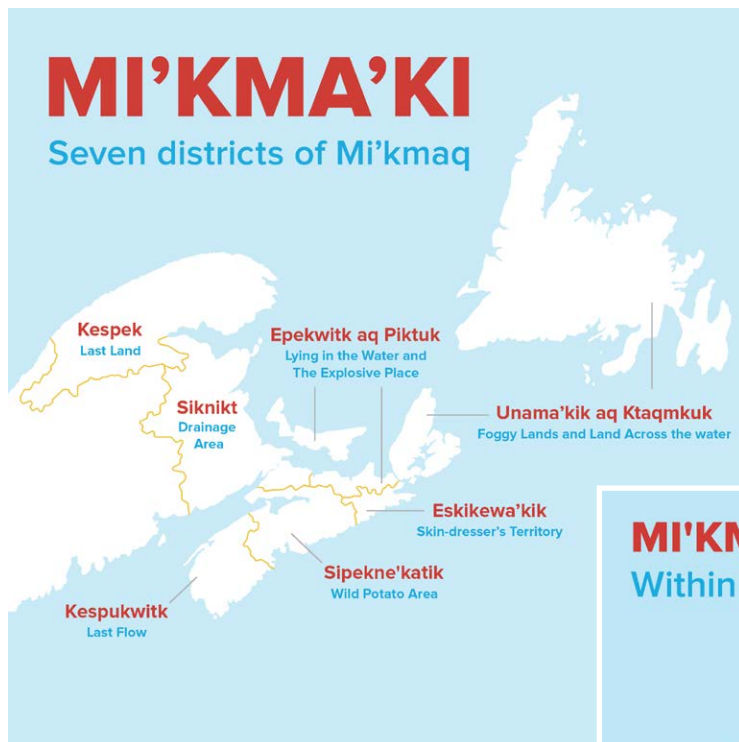 MI’KMA’KI
Seven districts of Mi’kmaq
Kespek
Last Land
Epekwitk aq Piktuk
Lying in the Water and
The Explosive Place
Siknikt
Drainage
Area
Unama’kik aq Ktaqmkuk
Foggy Lands and Land Across the water
Eskikewa’kik
Skin-dresser’s Territory
Sipekne'katik
Wild Potato Area
Kespukwitk
Last Flow
Within